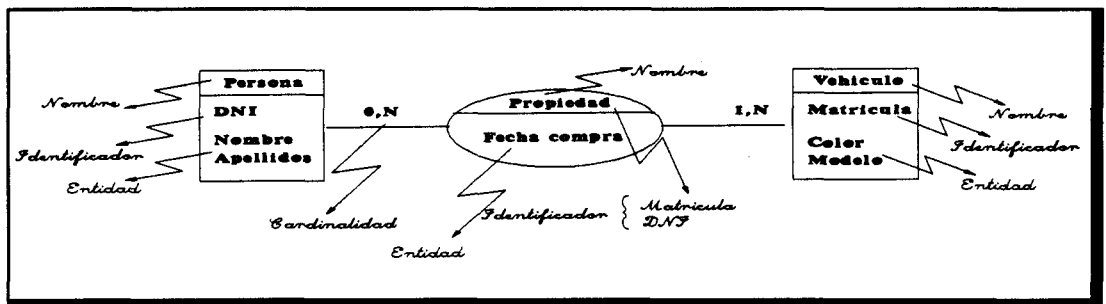 Persona
DNI
Nombre
Apellidos
Nombre
Identificador
Entidad
0,N
Cardinalidad
Propiedad
Fecha compra
Nombre
Identificador { Matricula
DNI
Entidad
1,N
Vehiculo
Matricula
Color
Modelo
Nombre
Identificador
Entidad